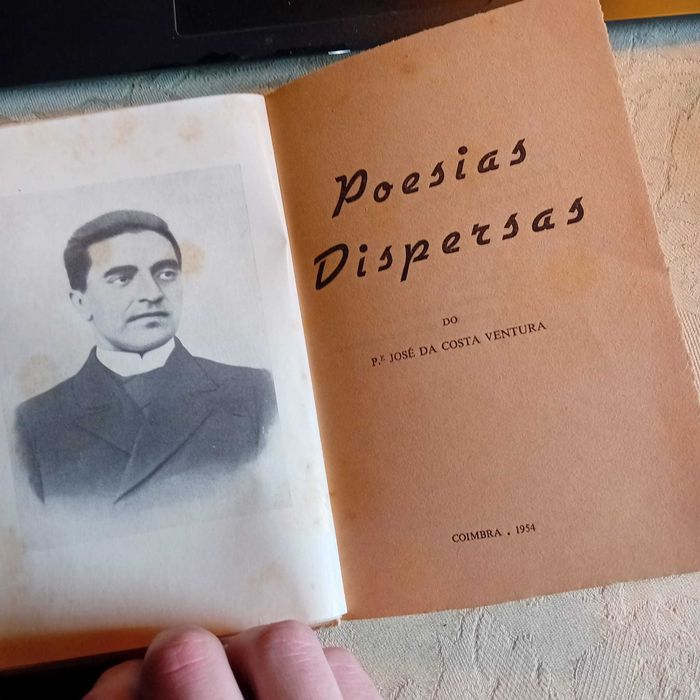 Poesias
Dispersas
DO
P.E JOSÉ DA COSTA VENTURA
COIMBRA . 1954